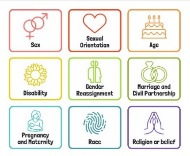 Sex
Sexual
Orientation
Age
Disability
Gender
Reassignment
Marriage and
Civil Partnership
Pregnancy
and Maternity
Race
Religion or belief